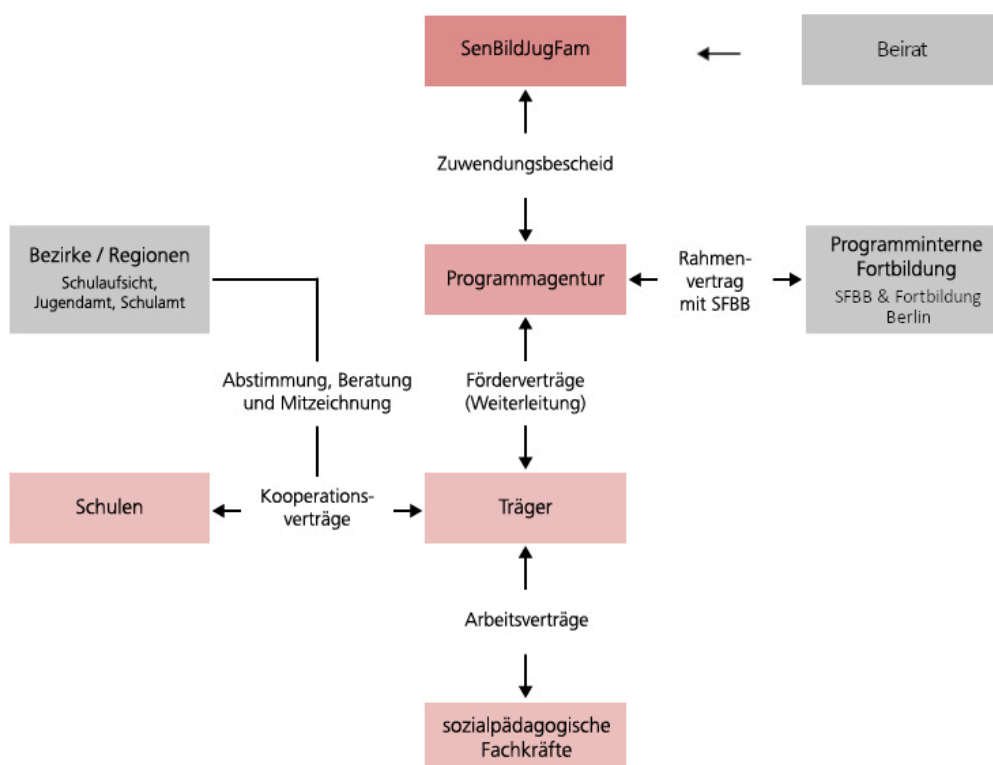 SenBildJugFam
Beirat
Zuwendungsbescheid
Bezirke / Regionen
Schulaufsicht,
Jugendamt, Schulamt
Programmagentur
Rahmen-
vertrag
mit SFBB
Programminterne
Fortbildung
SFBB & Fortbildung
Berlin
Abstimmung, Beratung
und Mitzeichnung
Förderverträge
(Weiterleitung)
Schulen
Kooperations-
verträge
Träger
Arbeitsverträge
sozialpädagogische
Fachkräfte